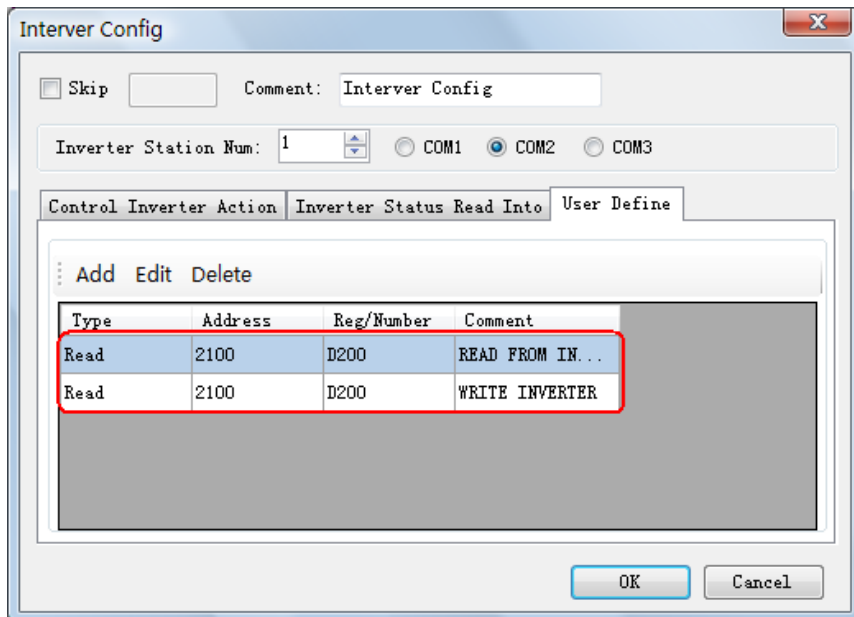 Interver Config
Skip Comment: Interver Config
Inverter Station Num: 1 COM1 COM2 COM3
Control Inverter Action Inverter Status Read Into User Define
Add Edit Delete
Type Address Reg/Number Comment
Read 2100 D200 READ FROM IN...
Read 2100 D200 WRITE INVERTER
OK Cancel